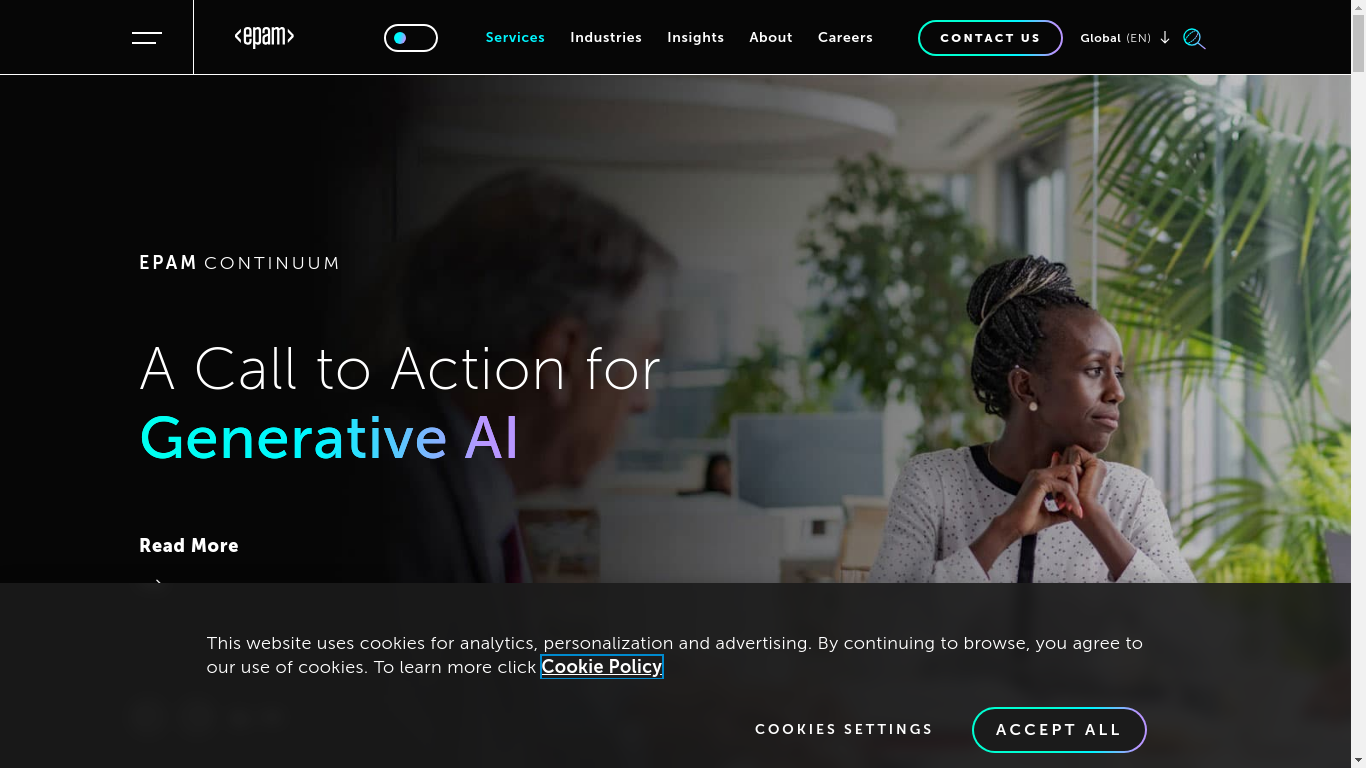 <epam>
Services
Industries
Insights
About
Careers
CONTACT US
Global (EN)
EPAM CONTINUUM
A Call to Action for
Generative AI
Read More
This website uses cookies for analytics, personalization and advertising. By continuing to browse, you agree to
our use of cookies. To learn more click Cookie Policy
COOKIES SETTINGS
ACCEPT ALL